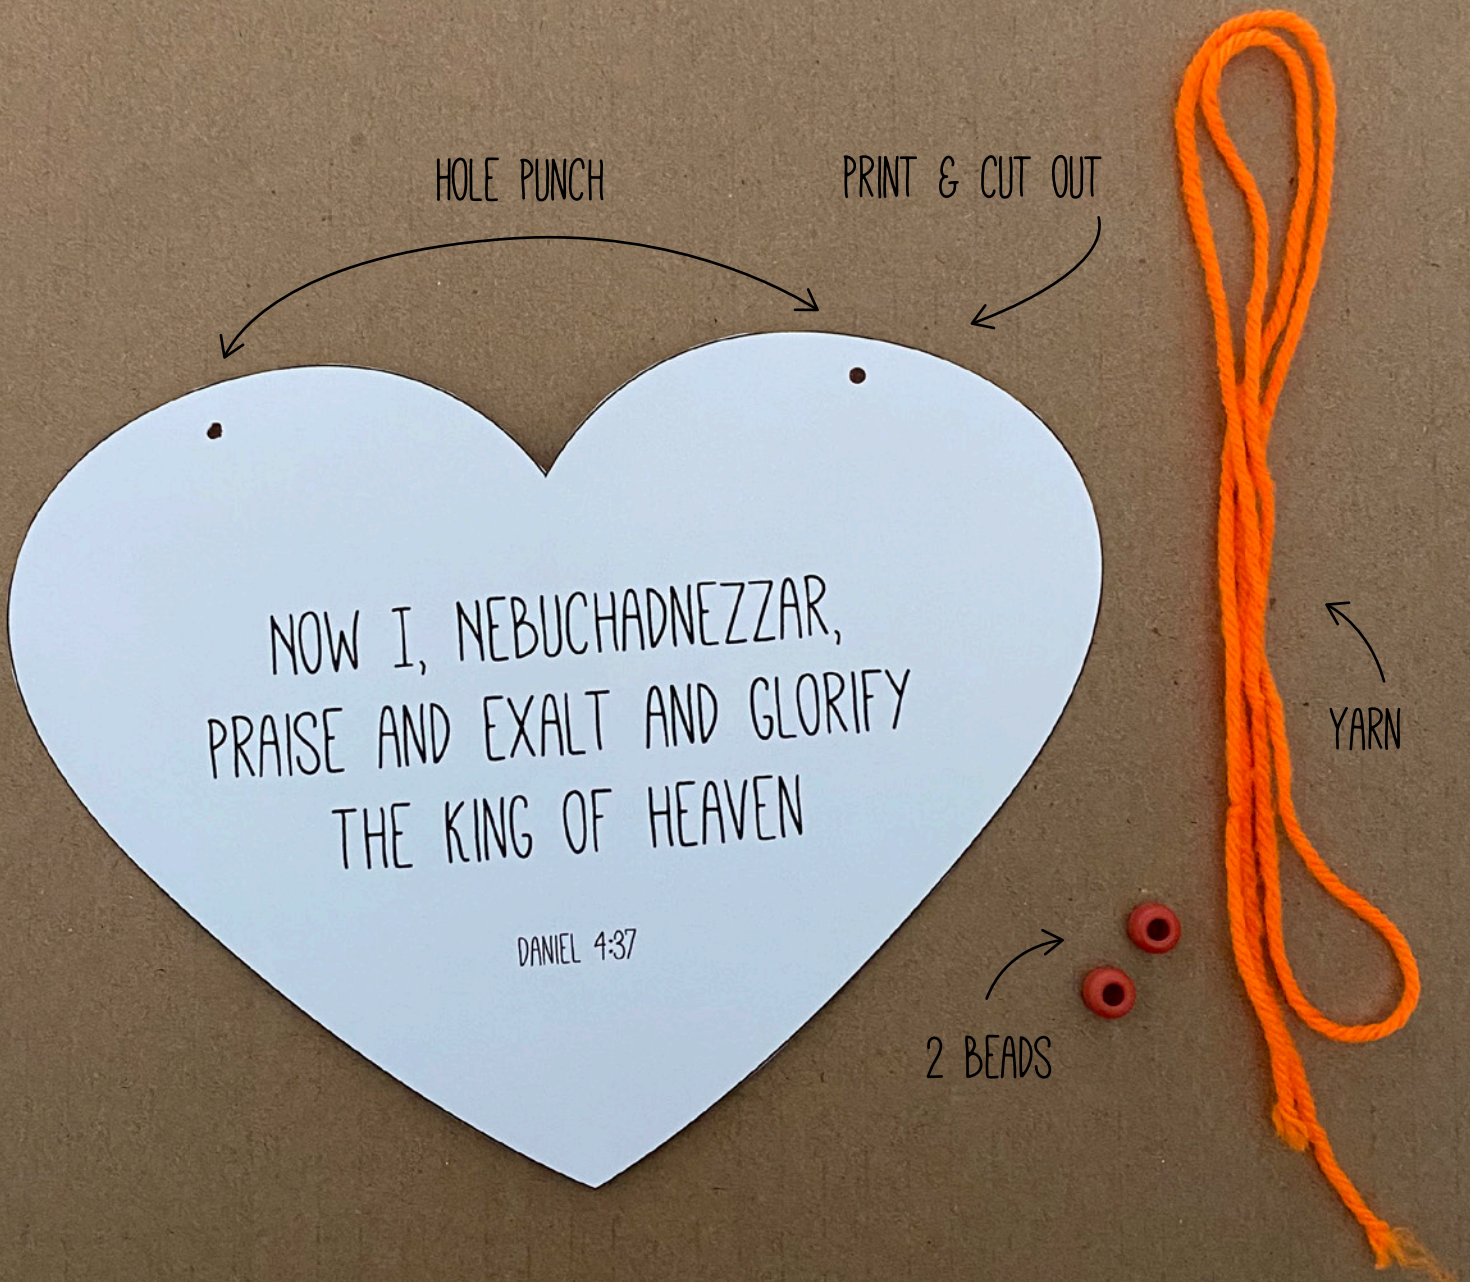 HOLE PUNCH
PRINT & CUT OUT
NOW I, NEBUCHADNEZZAR,
PRAISE AND EXALT AND GLORIFY
THE KING OF HEAVEN
DANIEL 4:37
YARN
2 BEADS